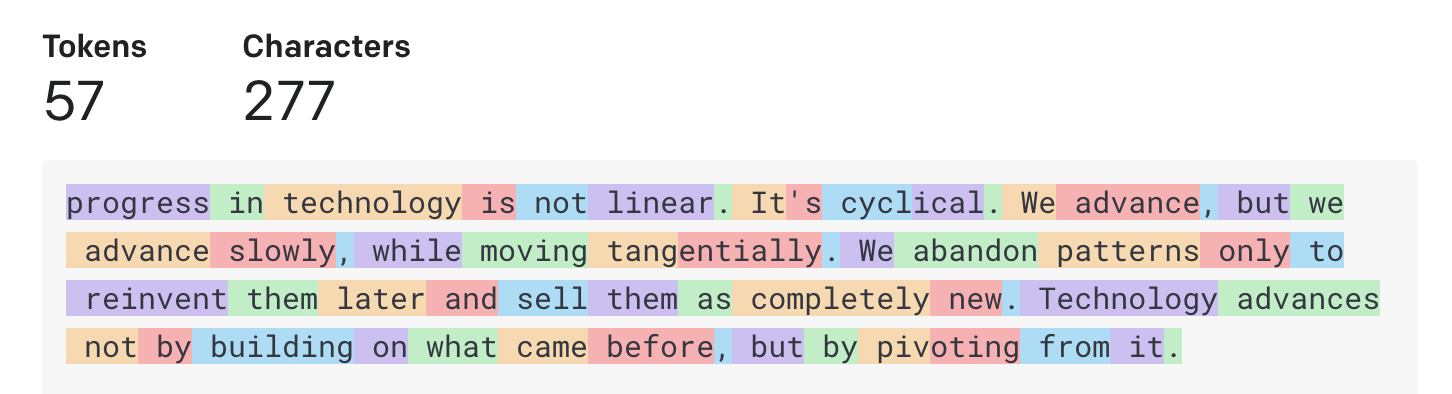 Tokens Characters
57 277
progress in technology is not linear. It's cyclical. We advance, but we
advance slowly, while moving tangentially. We abandon patterns only to
reinvent them later and sell them as completely new. Technology advances
not by building on what came before, but by pivoting from it.